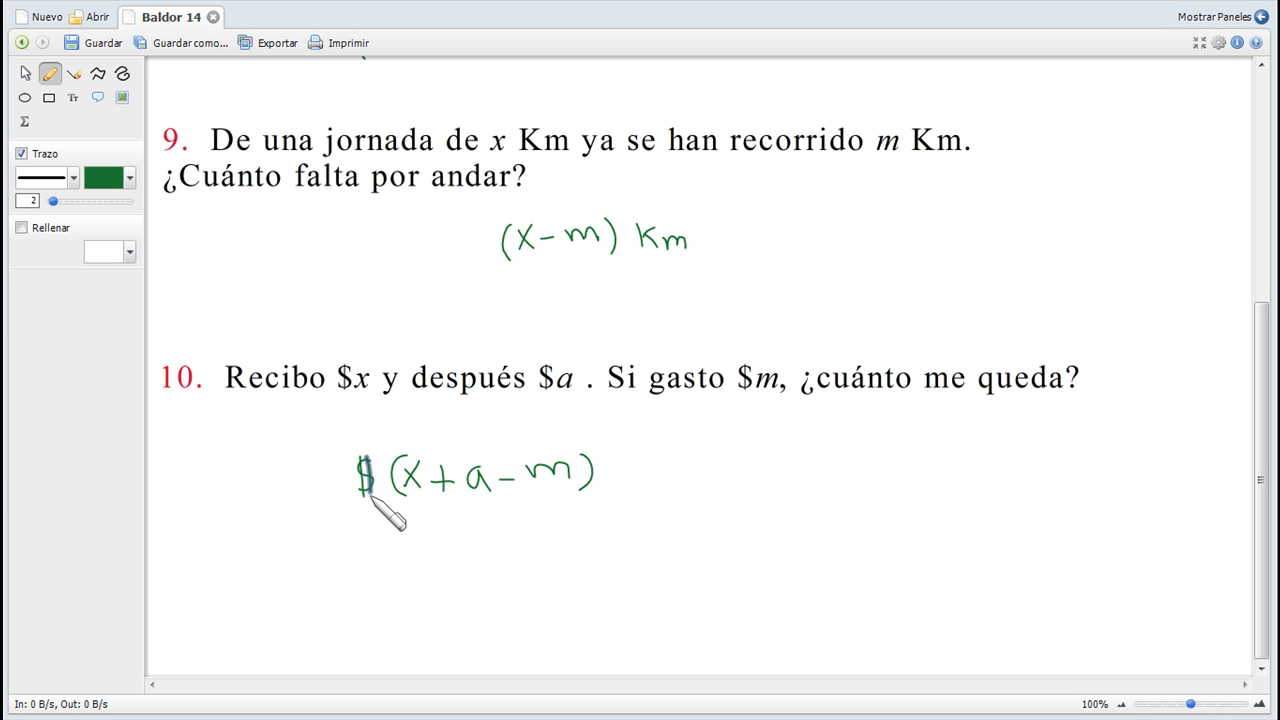 Nuevo Abrir Baldor 14 Mostrar Paneles
Guardar Guardar como... Exportar Imprimir
Tr
Σ
Trazo
2
Rellenar
9. De una jornada de x Km ya se han recorrido m Km.
¿Cuánto falta por andar?
(x - m) Km
10. Recibo $x y después $a . Si gasto $m, ¿cuánto me queda?
$ (x + a - m)
In: 0 B/s, Out: 0 B/s 100%